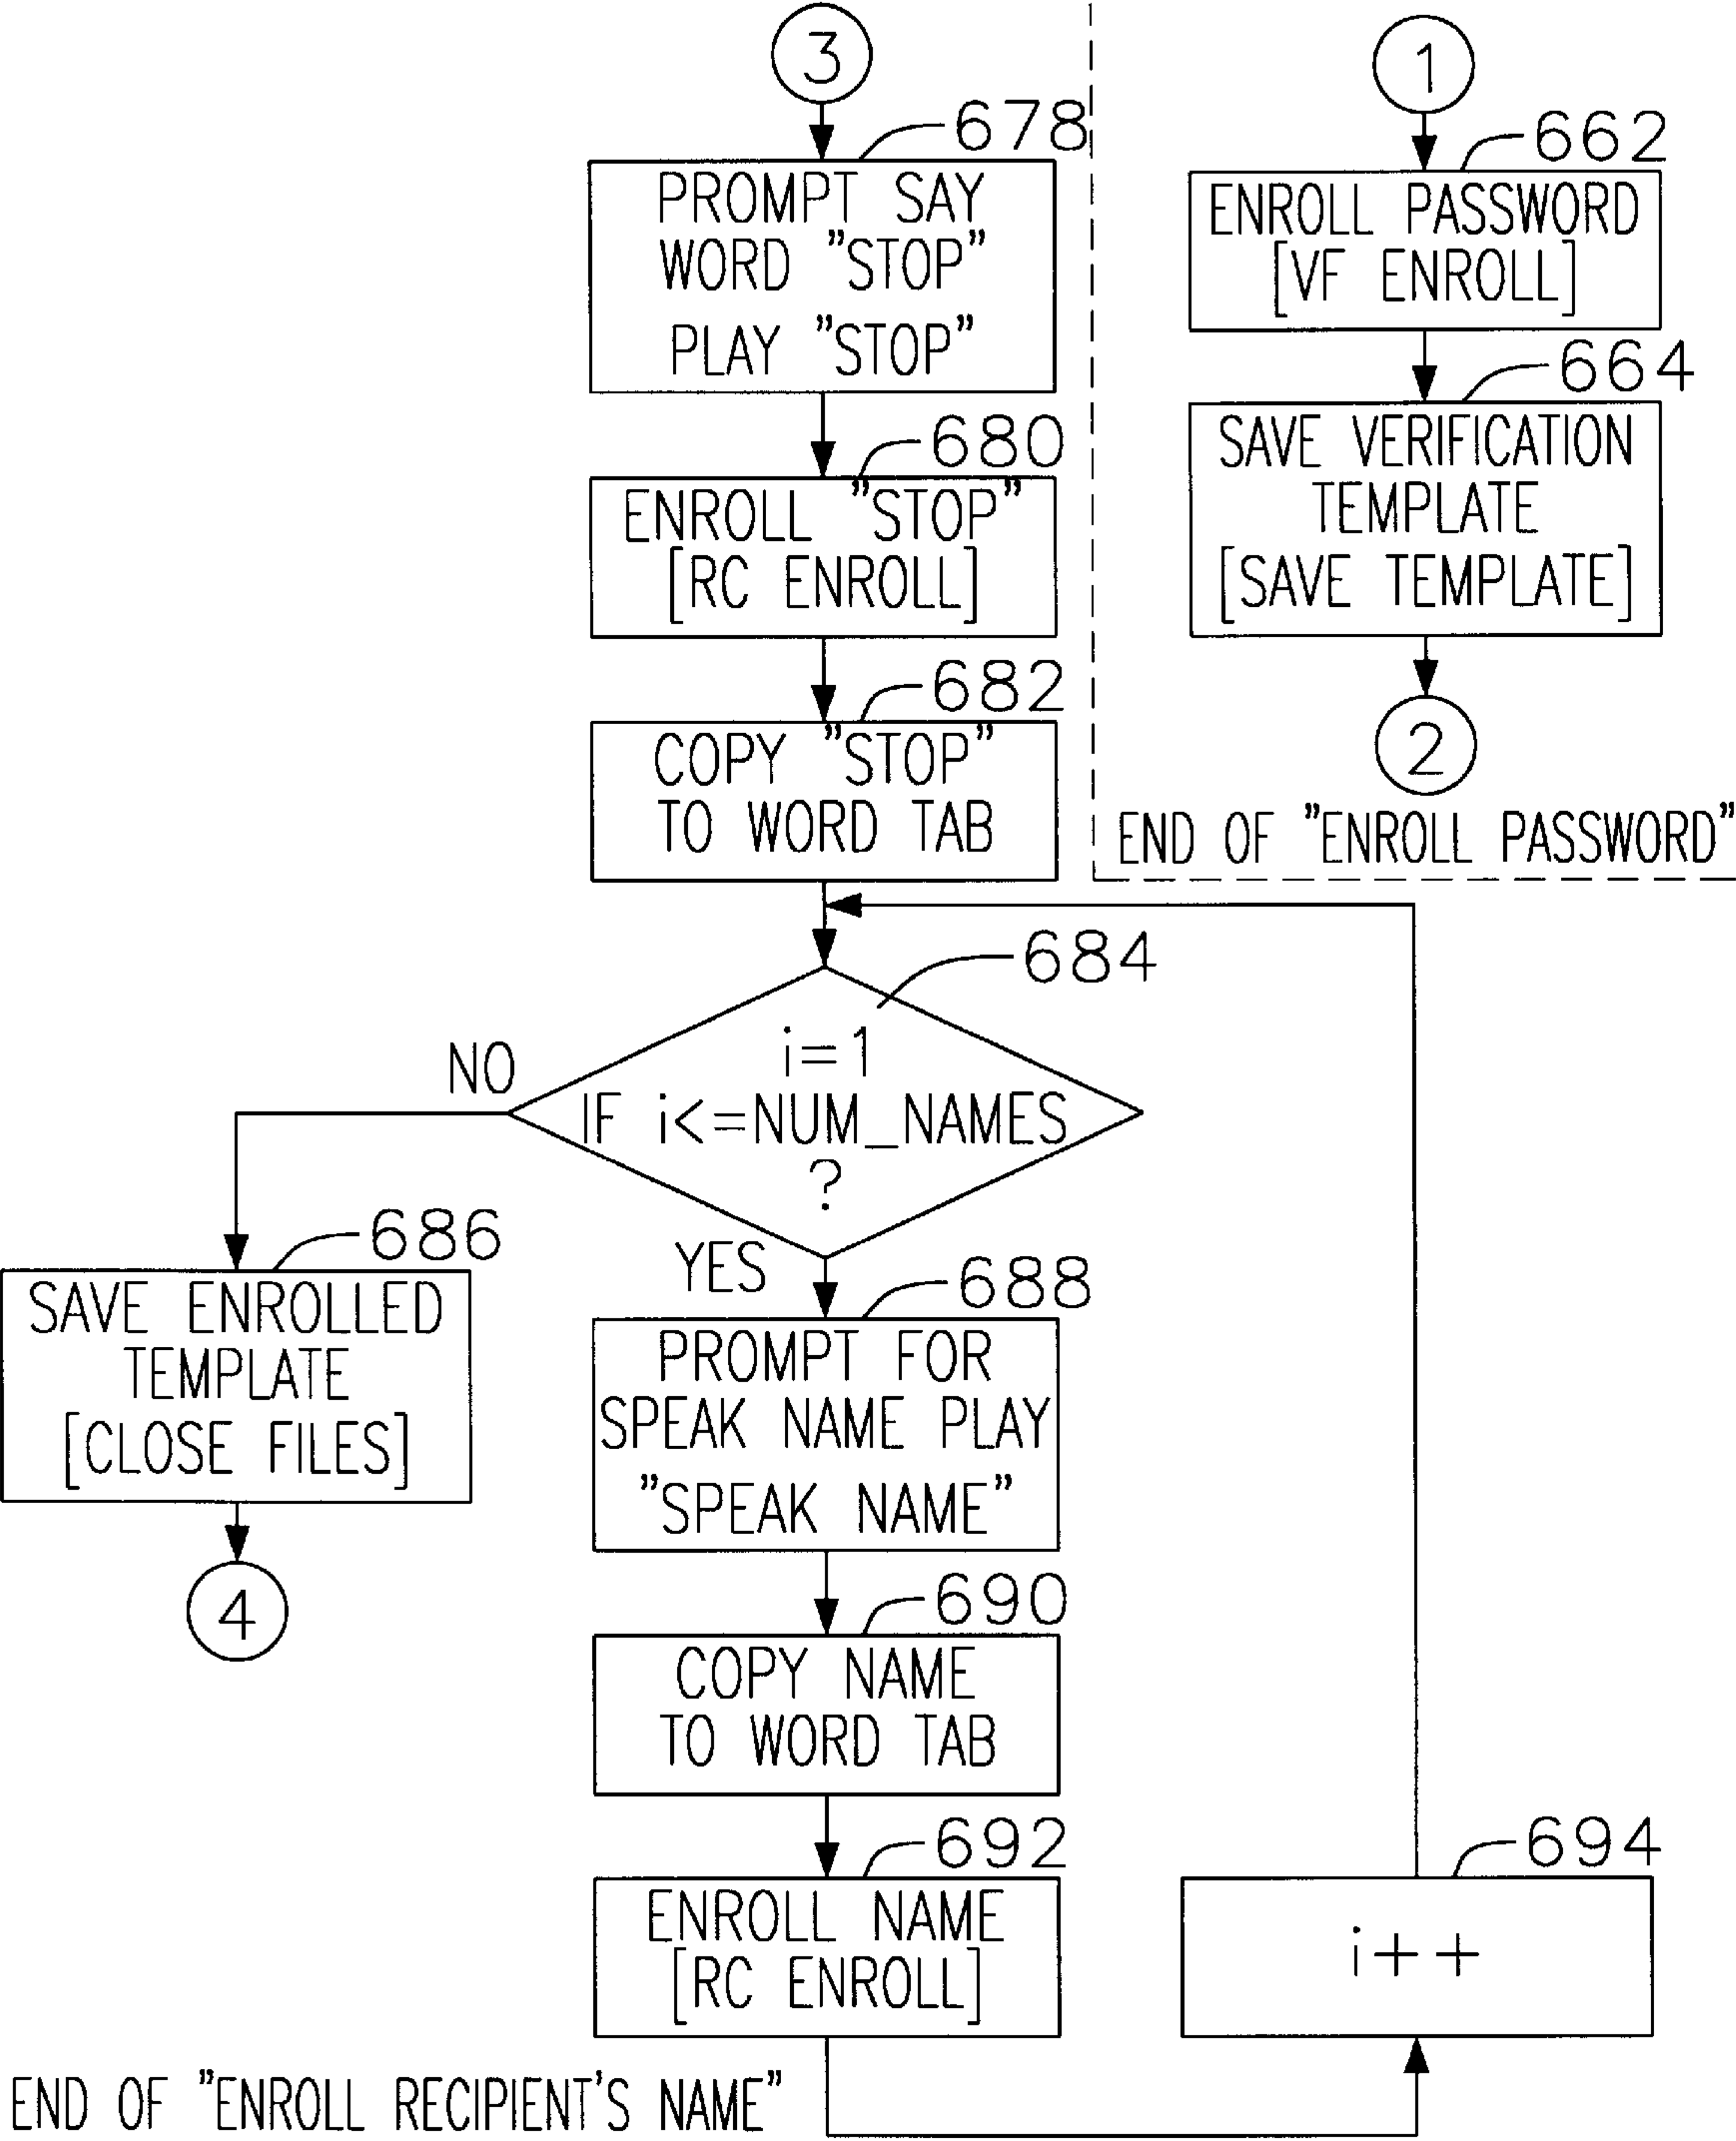 3
678
PROMPT SAY
WORD "STOP"
PLAY "STOP"
680
ENROLL "STOP"
[RC ENROLL]
682
COPY "STOP"
TO WORD TAB
1
662
ENROLL PASSWORD
[VF ENROLL]
664
SAVE VERIFICATION
TEMPLATE
[SAVE TEMPLATE]
2
END OF "ENROLL PASSWORD"
684
i=1
IF i<=NUM_NAMES
?
NO
YES
686
SAVE ENROLLED
TEMPLATE
[CLOSE FILES]
4
688
PROMPT FOR
SPEAK NAME PLAY
"SPEAK NAME"
690
COPY NAME
TO WORD TAB
692
ENROLL NAME
[RC ENROLL]
694
i++
END OF "ENROLL RECIPIENT'S NAME"